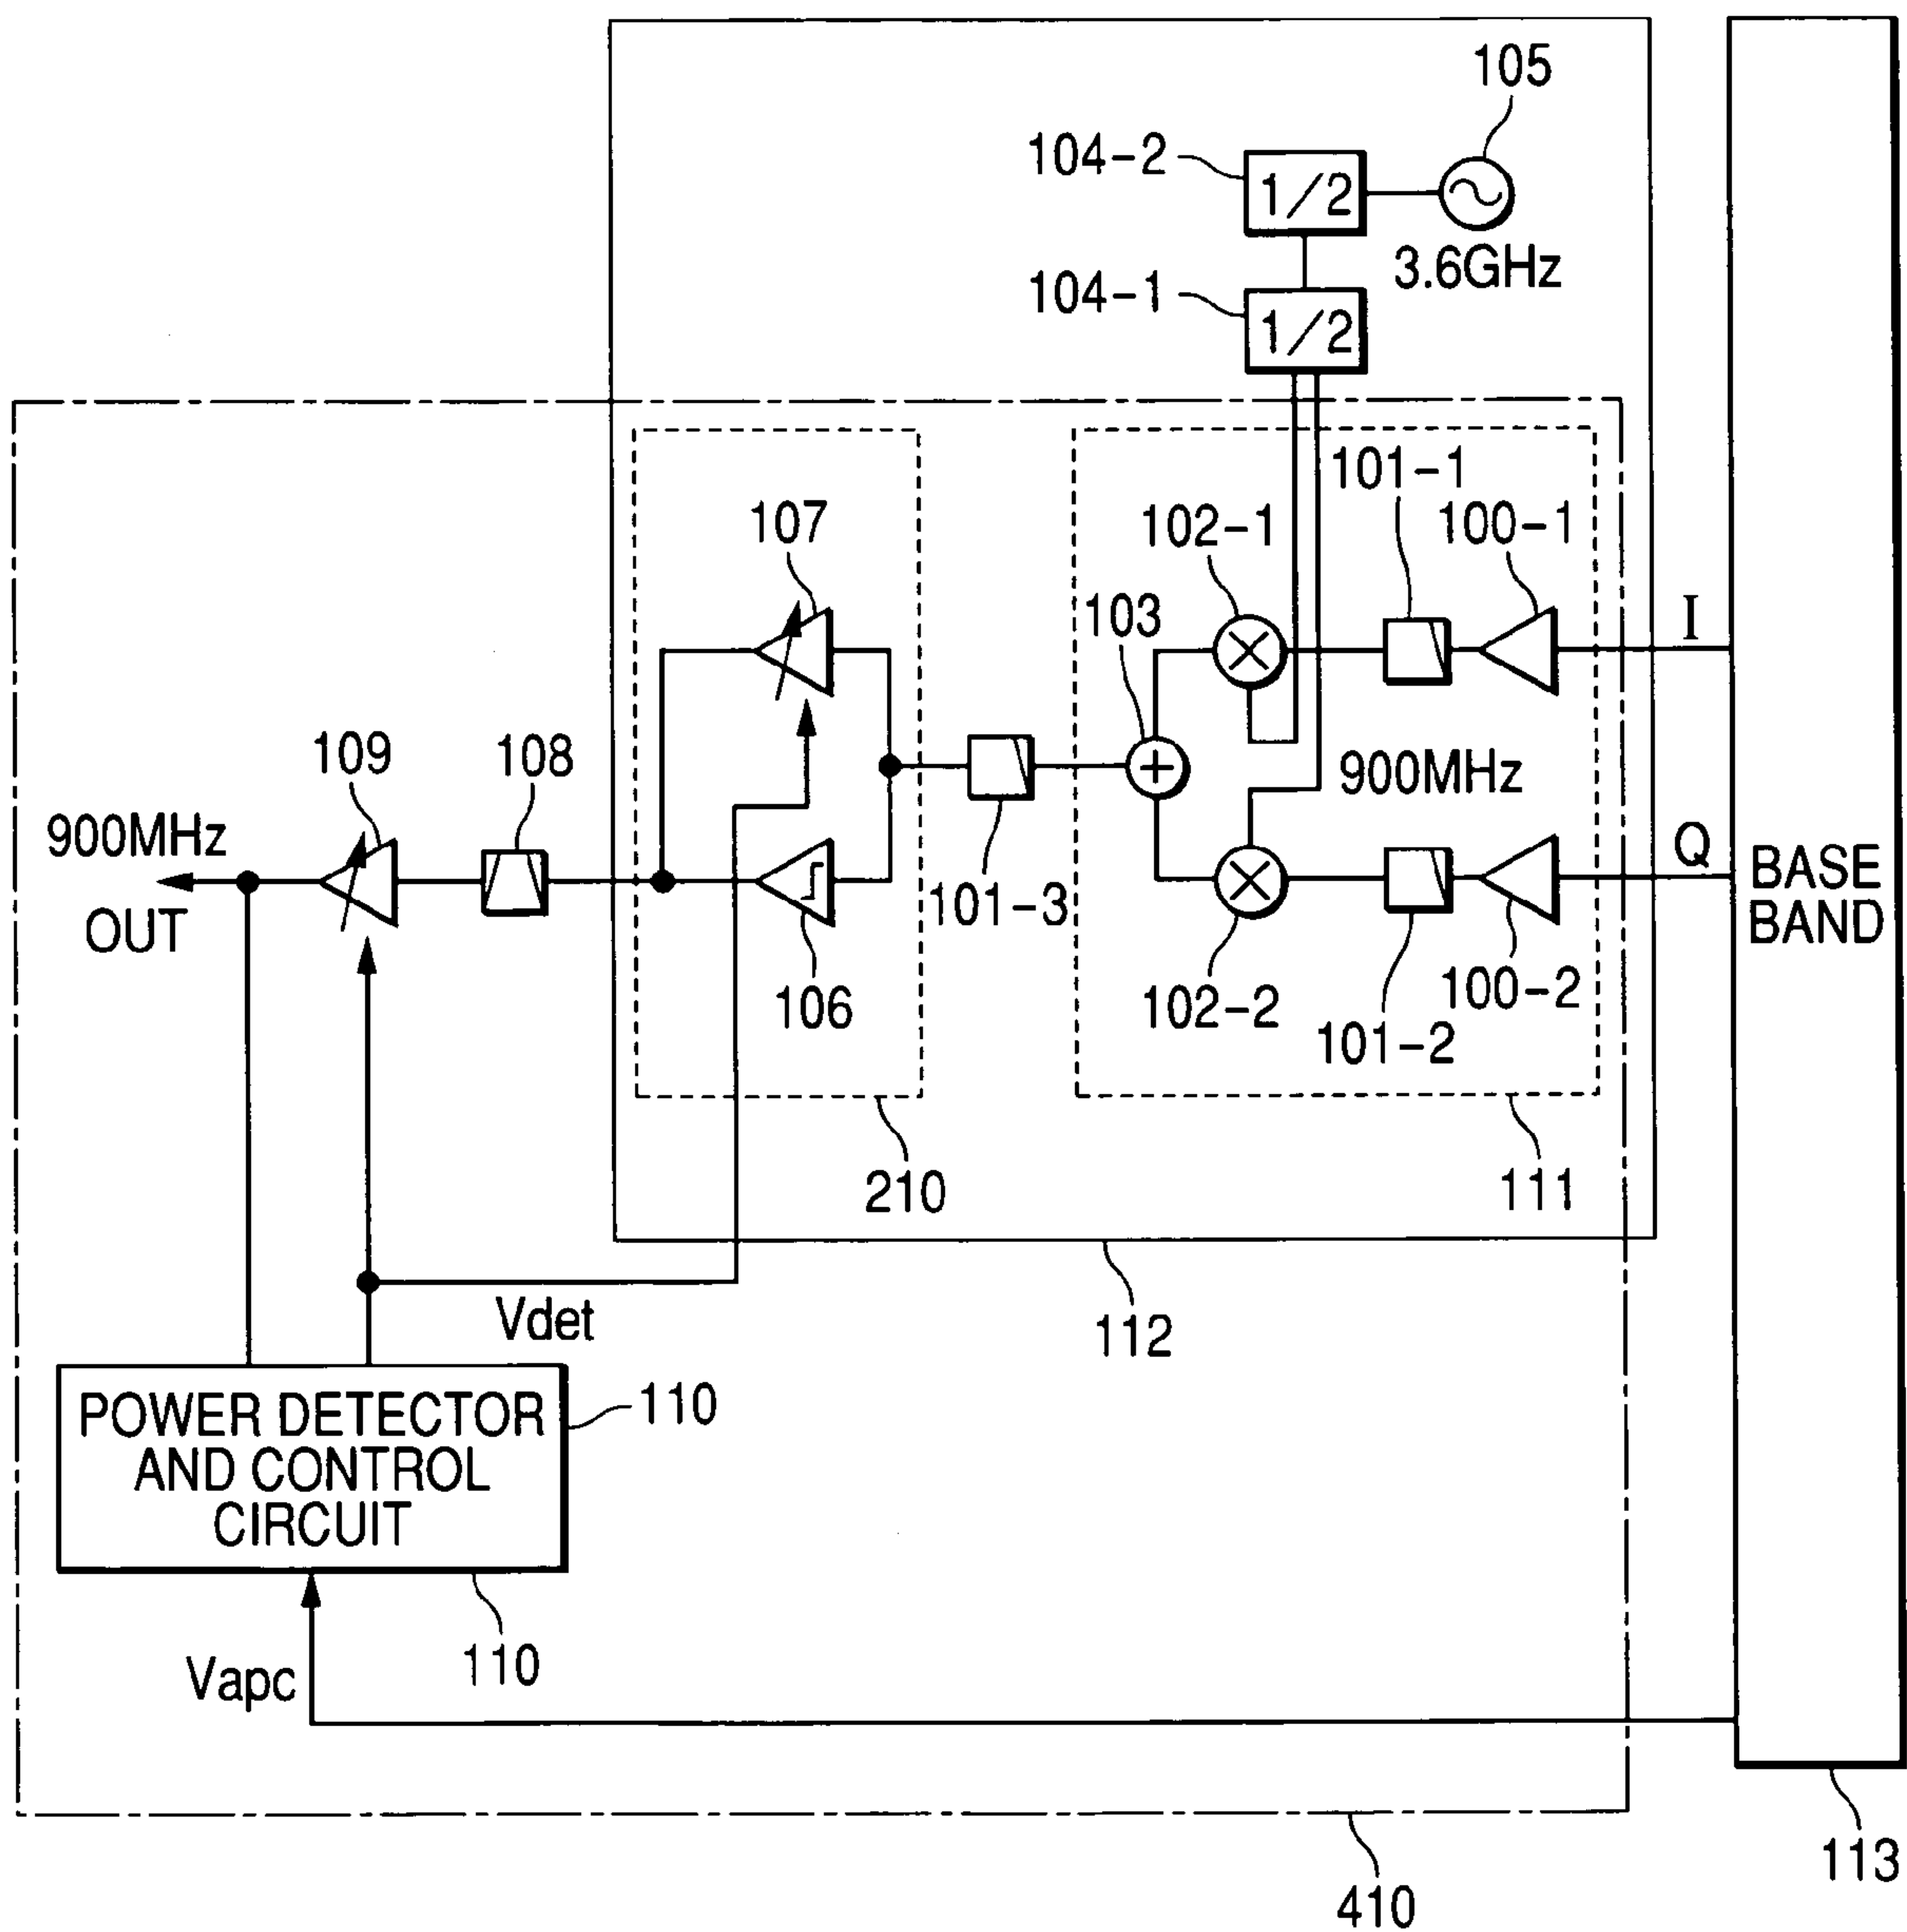 105
104-2
1/2
3.6GHz
104-1
1/2
101-1
107
102-1
100-1
103
I
109
108
900MHz
900MHz
Q
BASE
BAND
OUT
101-3
106
102-2
100-2
101-2
210
111
Vdet
112
POWER DETECTOR
AND CONTROL
CIRCUIT
110
110
Vapc
113
410